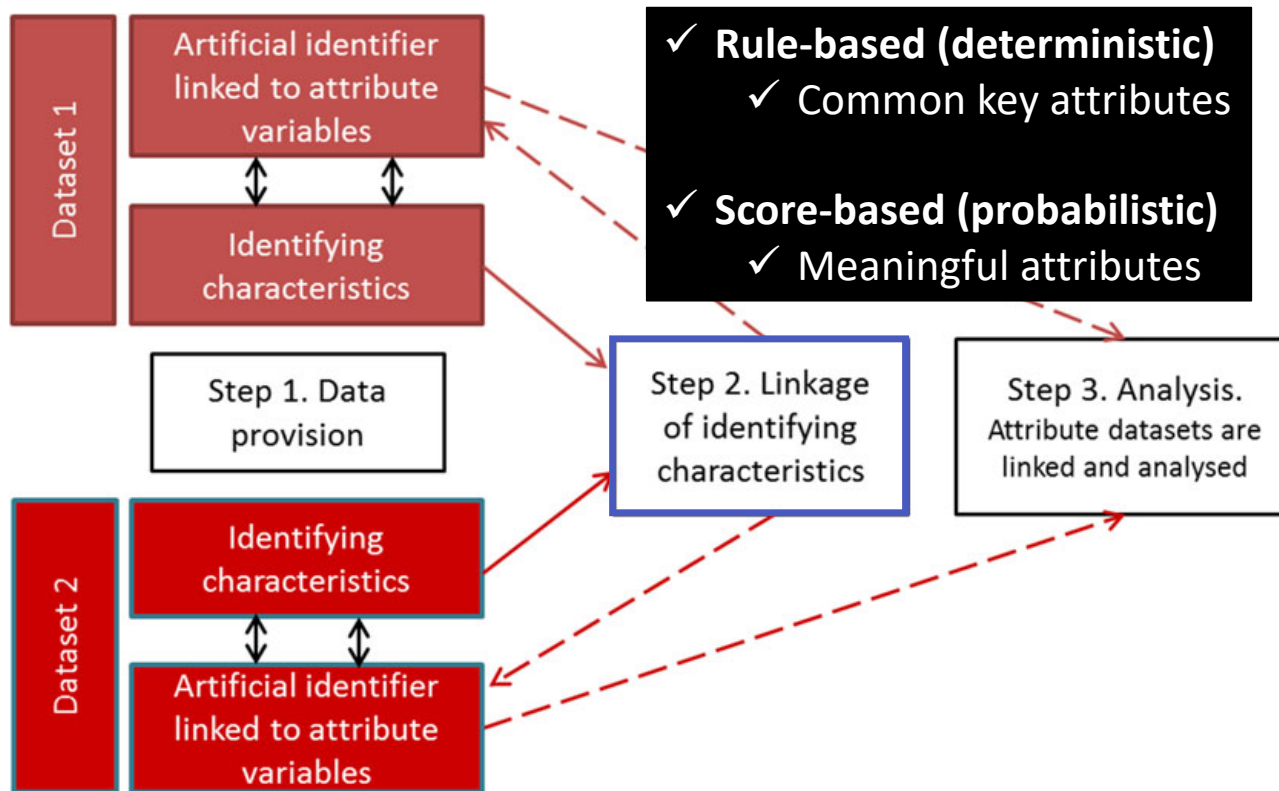 Dataset 1
Artificial identifier
linked to attribute
variables
Identifying
characteristics
✓ Rule-based (deterministic)
✓ Common key attributes
✓ Score-based (probabilistic)
✓ Meaningful attributes
Step 1. Data
provision
Step 2. Linkage
of identifying
characteristics
Step 3. Analysis.
Attribute datasets are
linked and analysed
Dataset 2
Identifying
characteristics
Artificial identifier
linked to attribute
variables